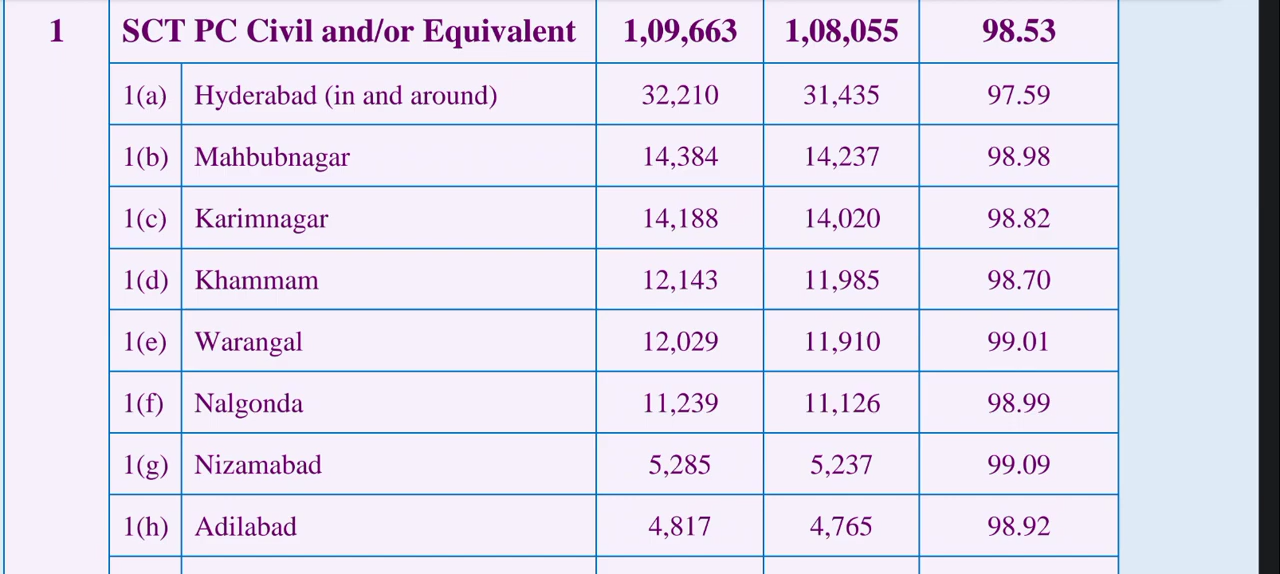 1 SCT PC Civil and/or Equivalent 1,09,663 1,08,055 98.53
1(a) Hyderabad (in and around) 32,210 31,435 97.59
1(b) Mahbubnagar 14,384 14,237 98.98
1(c) Karimnagar 14,188 14,020 98.82
1(d) Khammam 12,143 11,985 98.70
1(e) Warangal 12,029 11,910 99.01
1(f) Nalgonda 11,239 11,126 98.99
1(g) Nizamabad 5,285 5,237 99.09
1(h) Adilabad 4,817 4,765 98.92